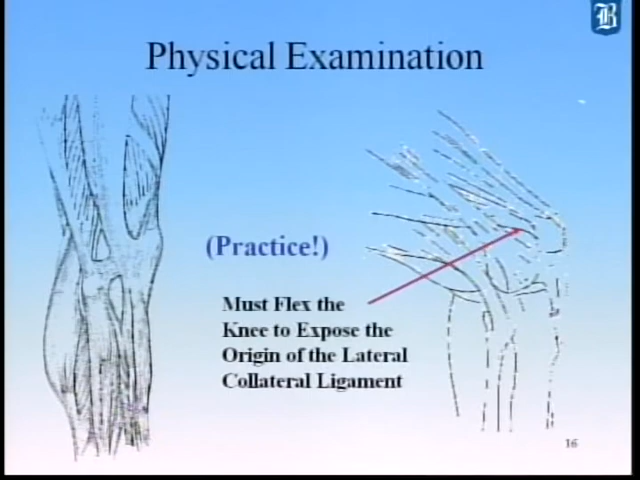 B
Physical Examination
(Practice!)
Must Flex the
Knee to Expose the
Origin of the Lateral
Collateral Ligament
16